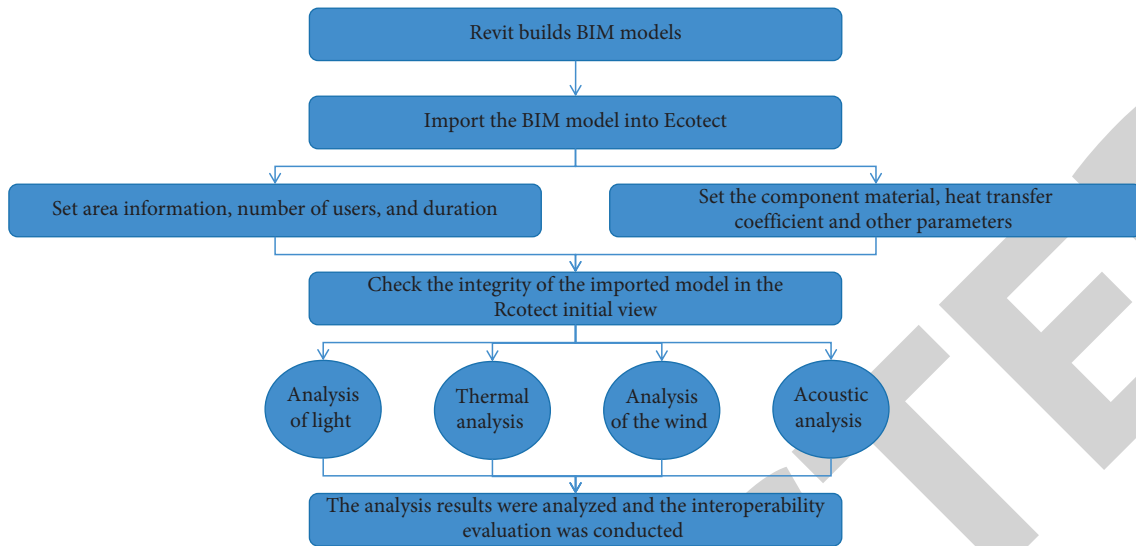 Revit builds BIM models
Import the BIM model into Ecotect
Set area information, number of users, and duration
Set the component material, heat transfer
coefficient and other parameters
Check the integrity of the imported model in the
Rcotect initial view
Analysis
of light
Thermal
analysis
Analysis
of the wind
Acoustic
analysis
The analysis results were analyzed and the interoperability
evaluation was conducted